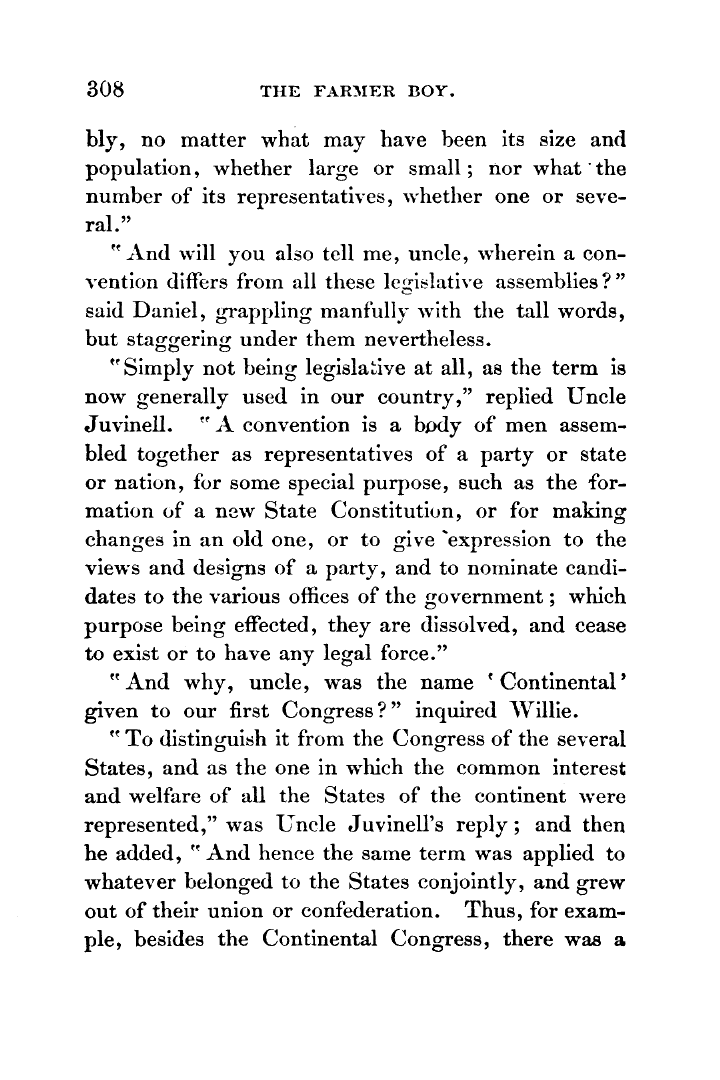 308 THE FARMER BOY.
bly, no matter what may have been its size and
population, whether large or small; nor what the
number of its representatives, whether one or seve-
ral.”
“And will you also tell me, uncle, wherein a con-
vention differs from all these legislative assemblies?”
said Daniel, grappling manfully with the tall words,
but staggering under them nevertheless.
“Simply not being legislative at all, as the term is
now generally used in our country,” replied Uncle
Juvinell. “A convention is a body of men assem-
bled together as representatives of a party or state
or nation, for some special purpose, such as the for-
mation of a new State Constitution, or for making
changes in an old one, or to give expression to the
views and designs of a party, and to nominate candi-
dates to the various offices of the government; which
purpose being effected, they are dissolved, and cease
to exist or to have any legal force.”
“And why, uncle, was the name ‘Continental’
given to our first Congress?” inquired Willie.
“To distinguish it from the Congress of the several
States, and as the one in which the common interest
and welfare of all the States of the continent were
represented,” was Uncle Juvinell’s reply; and then
he added, “And hence the same term was applied to
whatever belonged to the States conjointly, and grew
out of their union or confederation. Thus, for exam-
ple, besides the Continental Congress, there was a